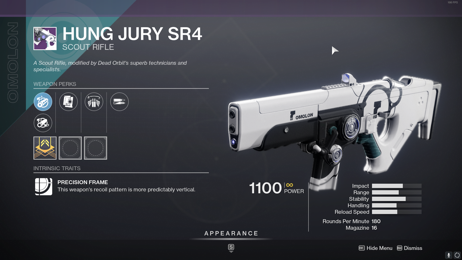 OMOLON
HUNG JURY SR4
SCOUT RIFLE
A Scout Rifle, modified by Dead Orbit's superb technicians and
specialists.
WEAPON PERKS
INTRINSIC TRAITS
PRECISION FRAME
This weapon's recoil pattern is more predictably vertical.
OMOLON
1100 POWER
Impact
Range
Stability
Handling
Reload Speed
Rounds Per Minute 180
Magazine 16
APPEARANCE
S
Hide Menu
Dismiss